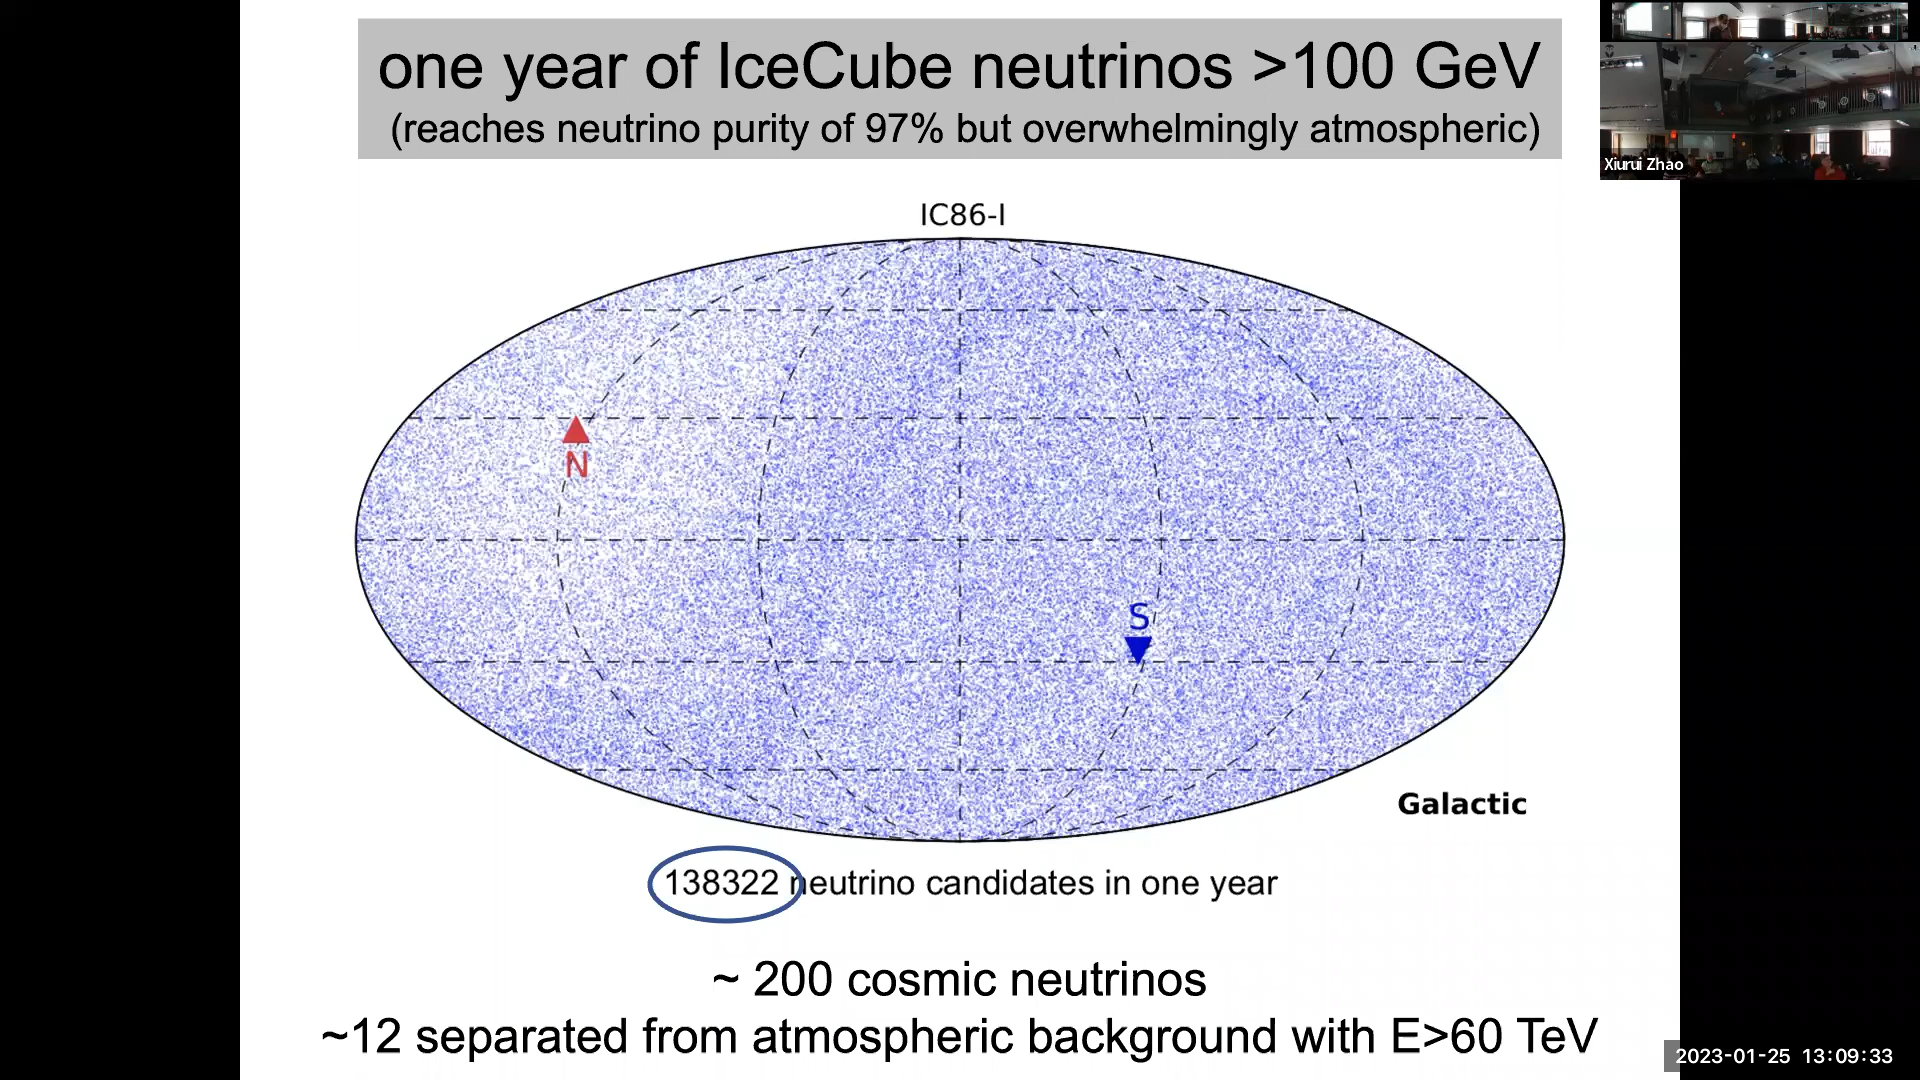 one year of IceCube neutrinos >100 GeV
(reaches neutrino purity of 97% but overwhelmingly atmospheric)
Xiurui Zhao
IC86-I
N
S
Galactic
138322 neutrino candidates in one year
~ 200 cosmic neutrinos
~12 separated from atmospheric background with E>60 TeV
2023-01-25 13:09:33